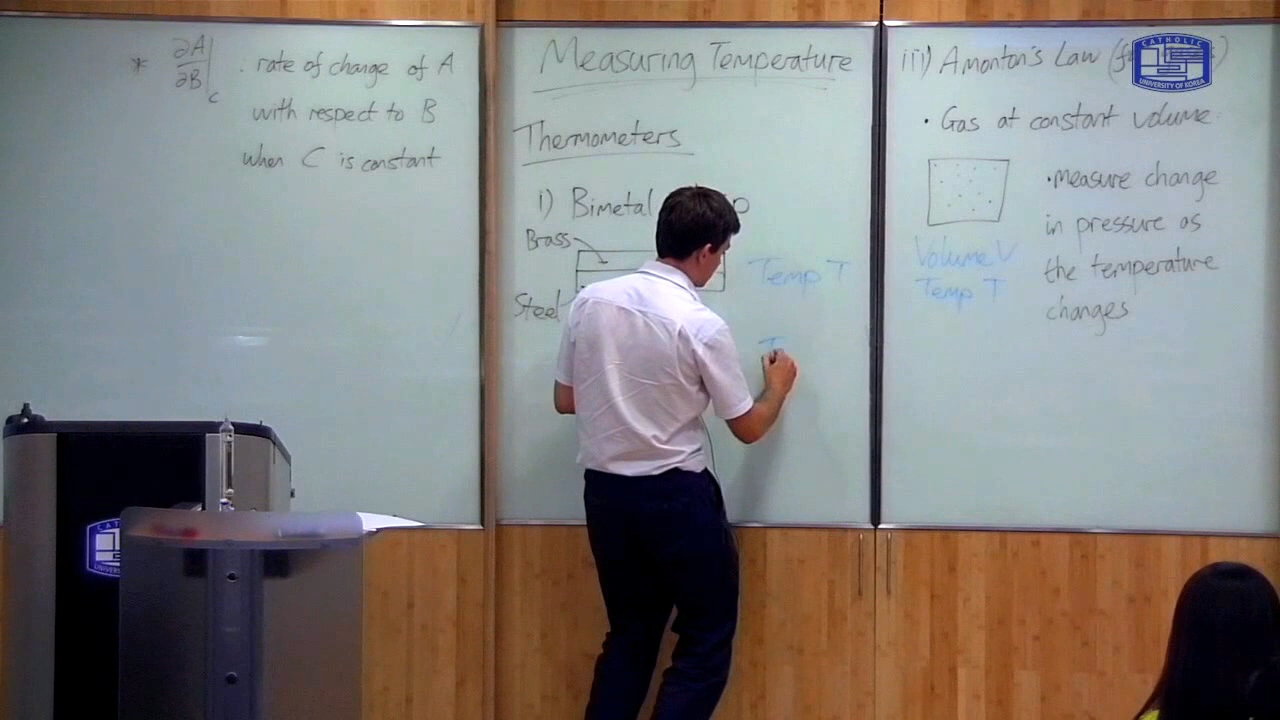 * ∂A/∂B|c . rate of change of A
with respect to B
when C is constant
Measuring Temperature
Thermometers
i) Bimetal
Brass
Steel
Temp T
T
iii) Amonton's Law
• Gas at constant volume.
• measure change
in pressure as
the temperature
changes
Volume V
Temp T
CATHOLIC
UNIVERSITY OF KOREA